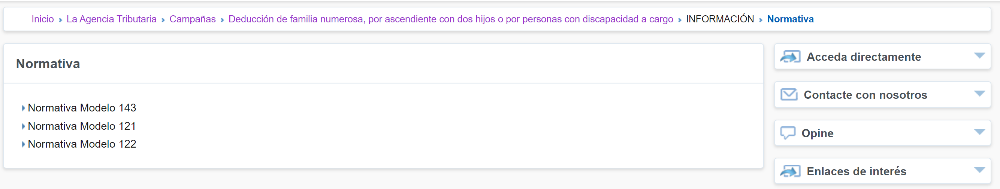 Inicio La Agencia Tributaria Campañas Deducción de familia numerosa, por ascendiente con dos hijos o por personas con discapacidad a cargo INFORMACIÓN Normativa
Normativa
Normativa Modelo 143
Normativa Modelo 121
Normativa Modelo 122
Acceda directamente
Contacte con nosotros
Opine
Enlaces de interés